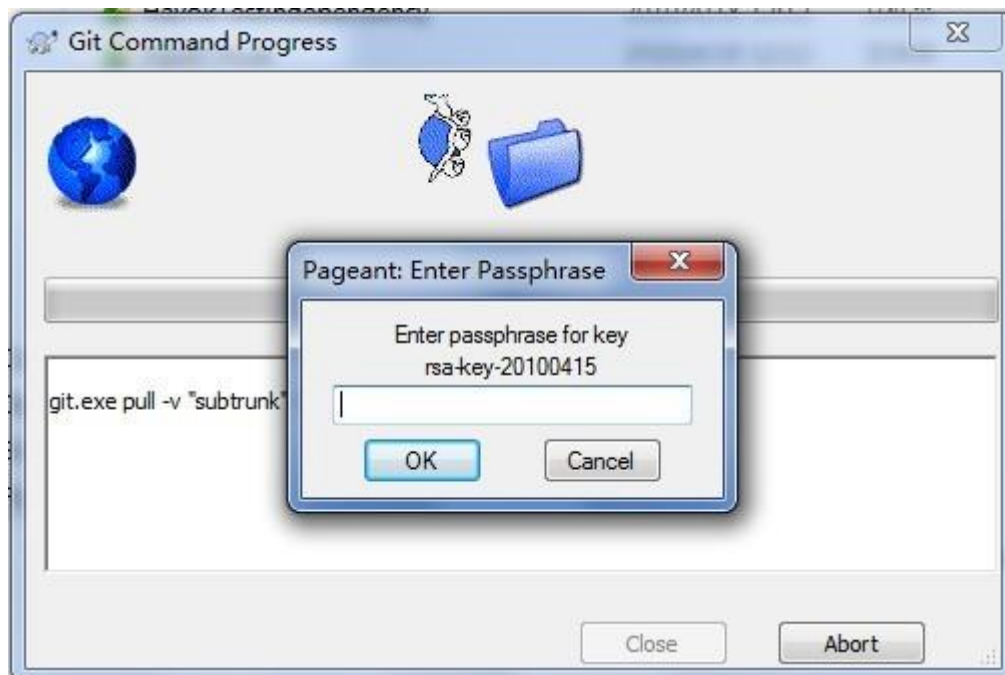 Git Command Progress
Pageant: Enter Passphrase
Enter passphrase for key
rsa-key-20100415
git.exe pull -v "subtrunk"
OK
Cancel
Close
Abort